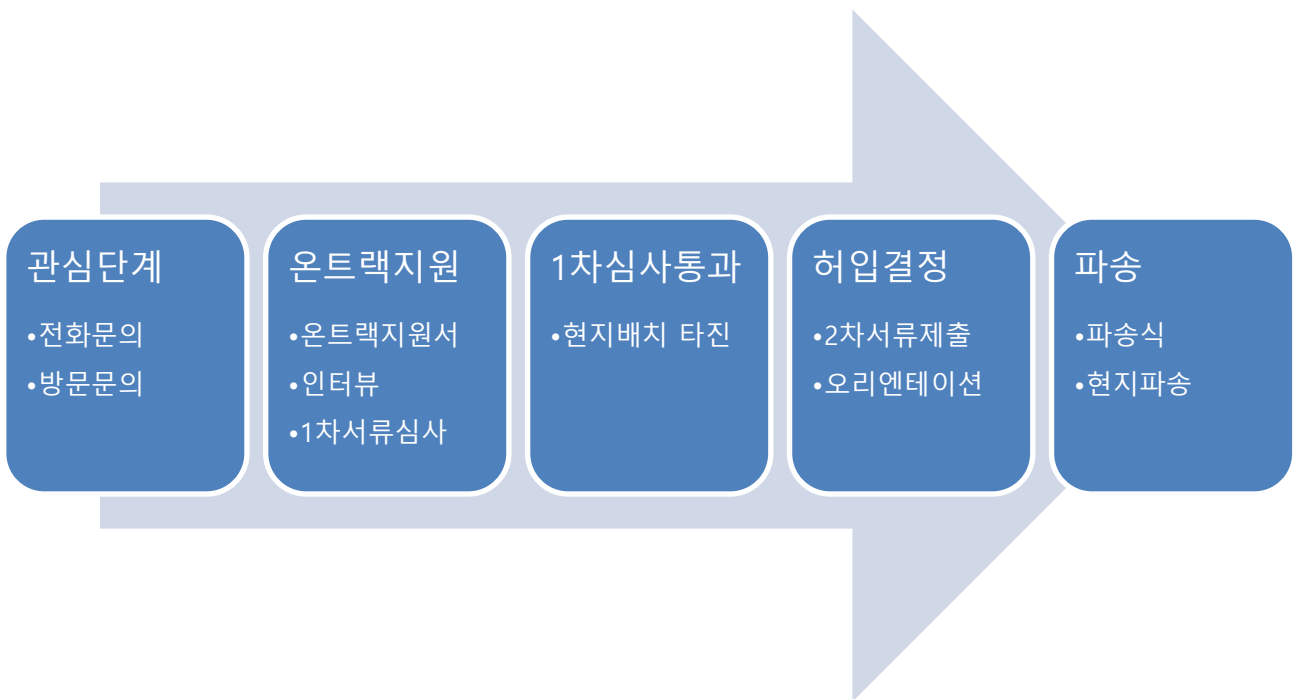 관심단계
•전화문의
•방문문의
온트랙지원
•온트랙지원서
•인터뷰
•1차서류심사
1차심사통과
•현지배치 타진
허입결정
•2차서류제출
•오리엔테이션
파송
•파송식
•현지파송